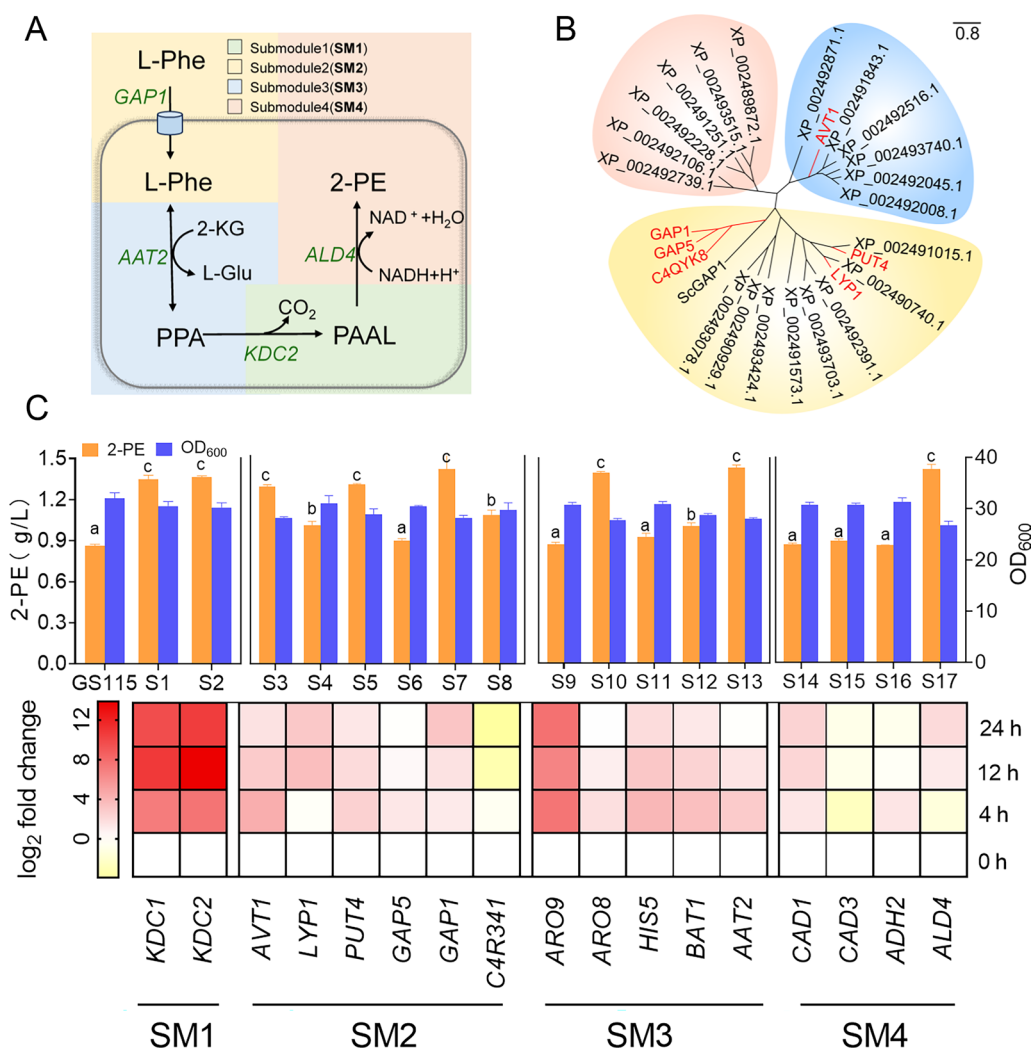 A
L-Phe
GAP1
Submodule1(SM1)
Submodule2(SM2)
Submodule3(SM3)
Submodule4(SM4)
L-Phe
2-PE
2-KG
NAD⁺+H₂O
AAT2
ALD4
L-Glu
NADH+H⁺
CO₂
PPA
PAAL
KDC2
B
0.8
XP_002489872.1
XP_002493515.1
XP_002491251.1
XP_002492228.1
XP_002492106.1
XP_002492739.1
XP_002492871.1
AVT1
XP_002491843.1
XP_002492516.1
XP_002493740.1
XP_002492045.1
XP_002492008.1
GAP1
GAP5
C4QYK8
ScGAP1
XP_002493078.1
XP_002490929.1
XP_002493424.1
XP_002491573.1
XP_002493703.1
XP_002492391.1
LYP1
XP_002490740.1
PUT4
XP_002491015.1
C
2-PE OD₆₀₀
2-PE( g/L)
1.5
1.2
0.9
0.6
0.3
0.0
a c c
c b c a c b
a c a b c
a a a c
40
30
20
10
0
OD₆₀₀
GS115 S1 S2 S3 S4 S5 S6 S7 S8 S9 S10 S11 S12 S13 S14 S15 S16 S17
log₂ fold change
12
8
4
0
24 h
12 h
4 h
0 h
KDC1 KDC2 AVT1 LYP1 PUT4 GAP5 GAP1 C4R341 ARO9 ARO8 HIS5 BAT1 AAT2 CAD1 CAD3 ADH2 ALD4
SM1 SM2 SM3 SM4